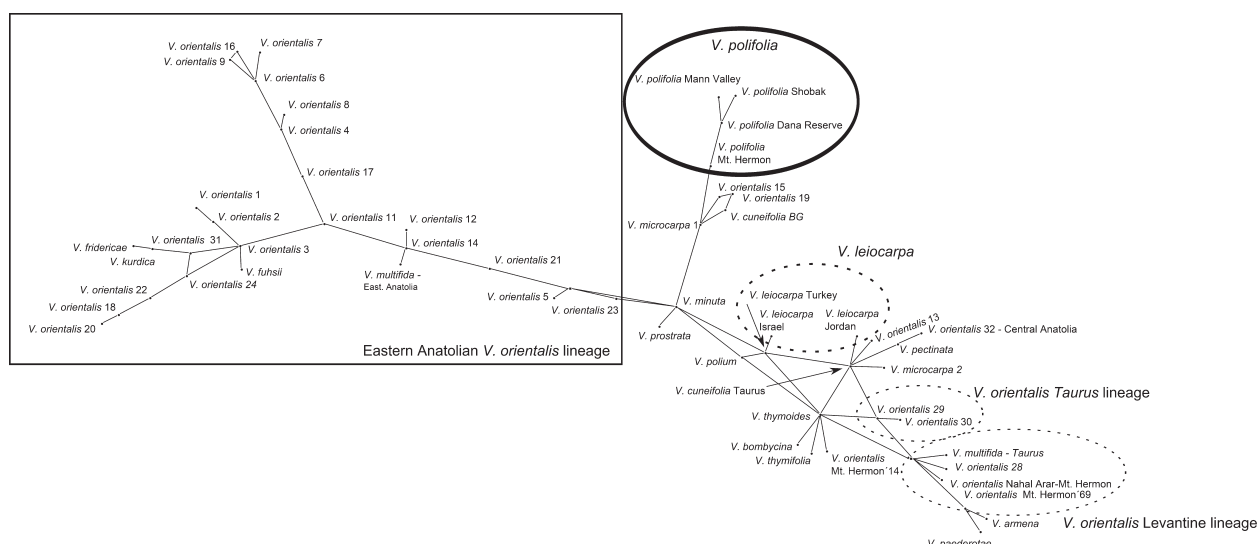 V. orientalis 16
V. orientalis 7
V. orientalis 9
V. orientalis 6
V. orientalis 8
V. orientalis 4
V. orientalis 17
V. orientalis 1
V. orientalis 2
V. orientalis 11
V. orientalis 12
V. orientalis 31
V. orientalis 14
V. fridericae
V. orientalis 3
V. kurdica
V. fuhsii
V. multifida -
East. Anatolia
V. orientalis 21
V. orientalis 24
V. orientalis 22
V. orientalis 5
V. orientalis 18
V. orientalis 23
V. orientalis 20
Eastern Anatolian V. orientalis lineage
V. polifolia
V. polifolia Mann Valley
V. polifolia Shobak
V. polifolia Dana Reserve
V. polifolia
Mt. Hermon
V. orientalis 15
V. orientalis 19
V. cuneifolia BG
V. microcarpa 1
V. leiocarpa
V. minuta
V. leiocarpa Turkey
V. leiocarpa
Israel
V. leiocarpa
Jordan
V. prostrata
V. orientalis 13
V. orientalis 32 - Central Anatolia
V. pectinata
V. polium
V. microcarpa 2
V. cuneifolia Taurus
V. orientalis Taurus lineage
V. thymoides
V. orientalis 29
V. orientalis 30
V. bombycina
V. thymifolia
V. orientalis
Mt. Hermon´14
V. multifida - Taurus
V. orientalis 28
V. orientalis Nahal Arar-Mt. Hermon
V. orientalis Mt. Hermon´69
V. armena
V. orientalis Levantine lineage